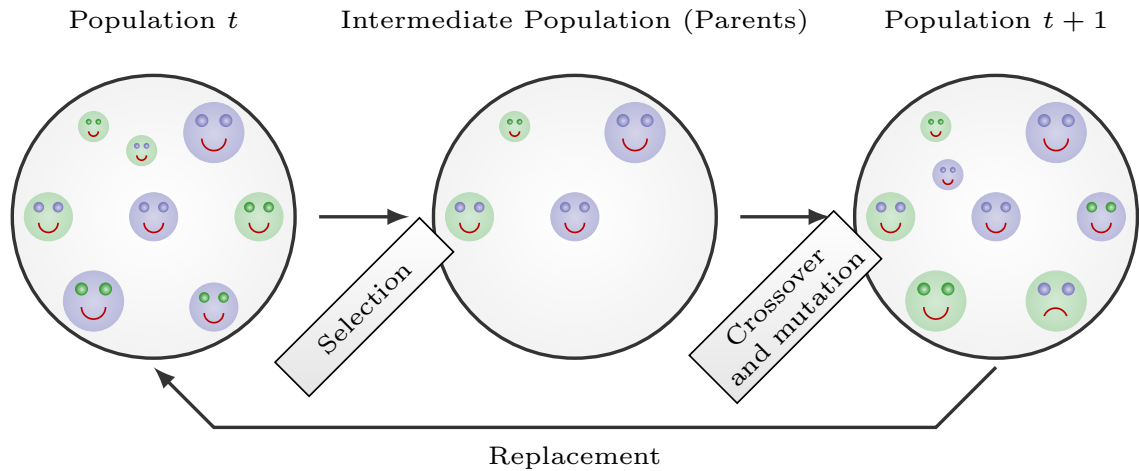 Population t
Intermediate Population (Parents)
Population t + 1
Selection
Crossover
and mutation
Replacement